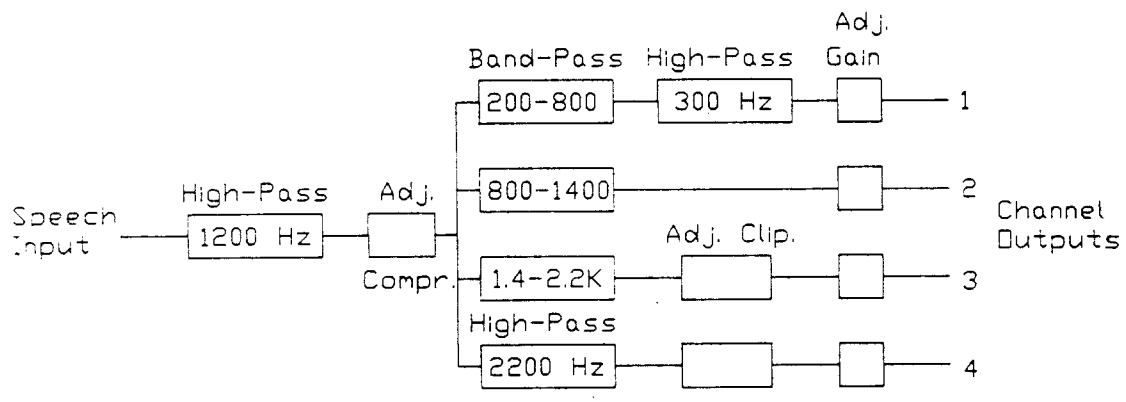 Adj.
Band-Pass High-Pass Gain
200-800 300 Hz 1
High-Pass Adj. 800-1400 2
Speech Channel
Input 1200 Hz Adj. Clip. Outputs
Compr. 1.4-2.2K 3
High-Pass
2200 Hz 4